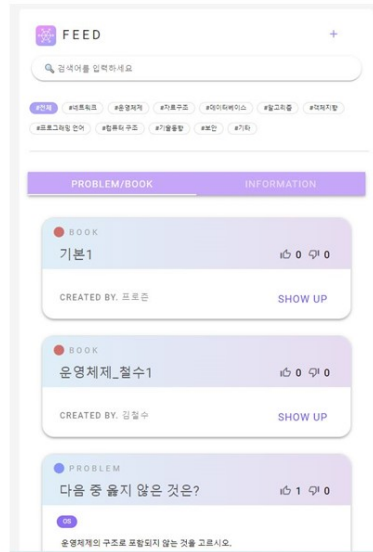 FEED
+
검색어를 입력하세요
#전체 #네트워크 #운영체제 #자료구조 #데이터베이스 #알고리즘 #객체지향
#프로그래밍 언어 #컴퓨터 구조 #기술동향 #보안 #기타
PROBLEM/BOOK INFORMATION
BOOK
기본1 0 0
CREATED BY. 프로준 SHOW UP
BOOK
운영체제_철수1 0 0
CREATED BY. 김철수 SHOW UP
PROBLEM
다음 중 옳지 않은 것은? 1 0
OS
운영체제의 구조로 포함되지 않는 것을 고르시오.